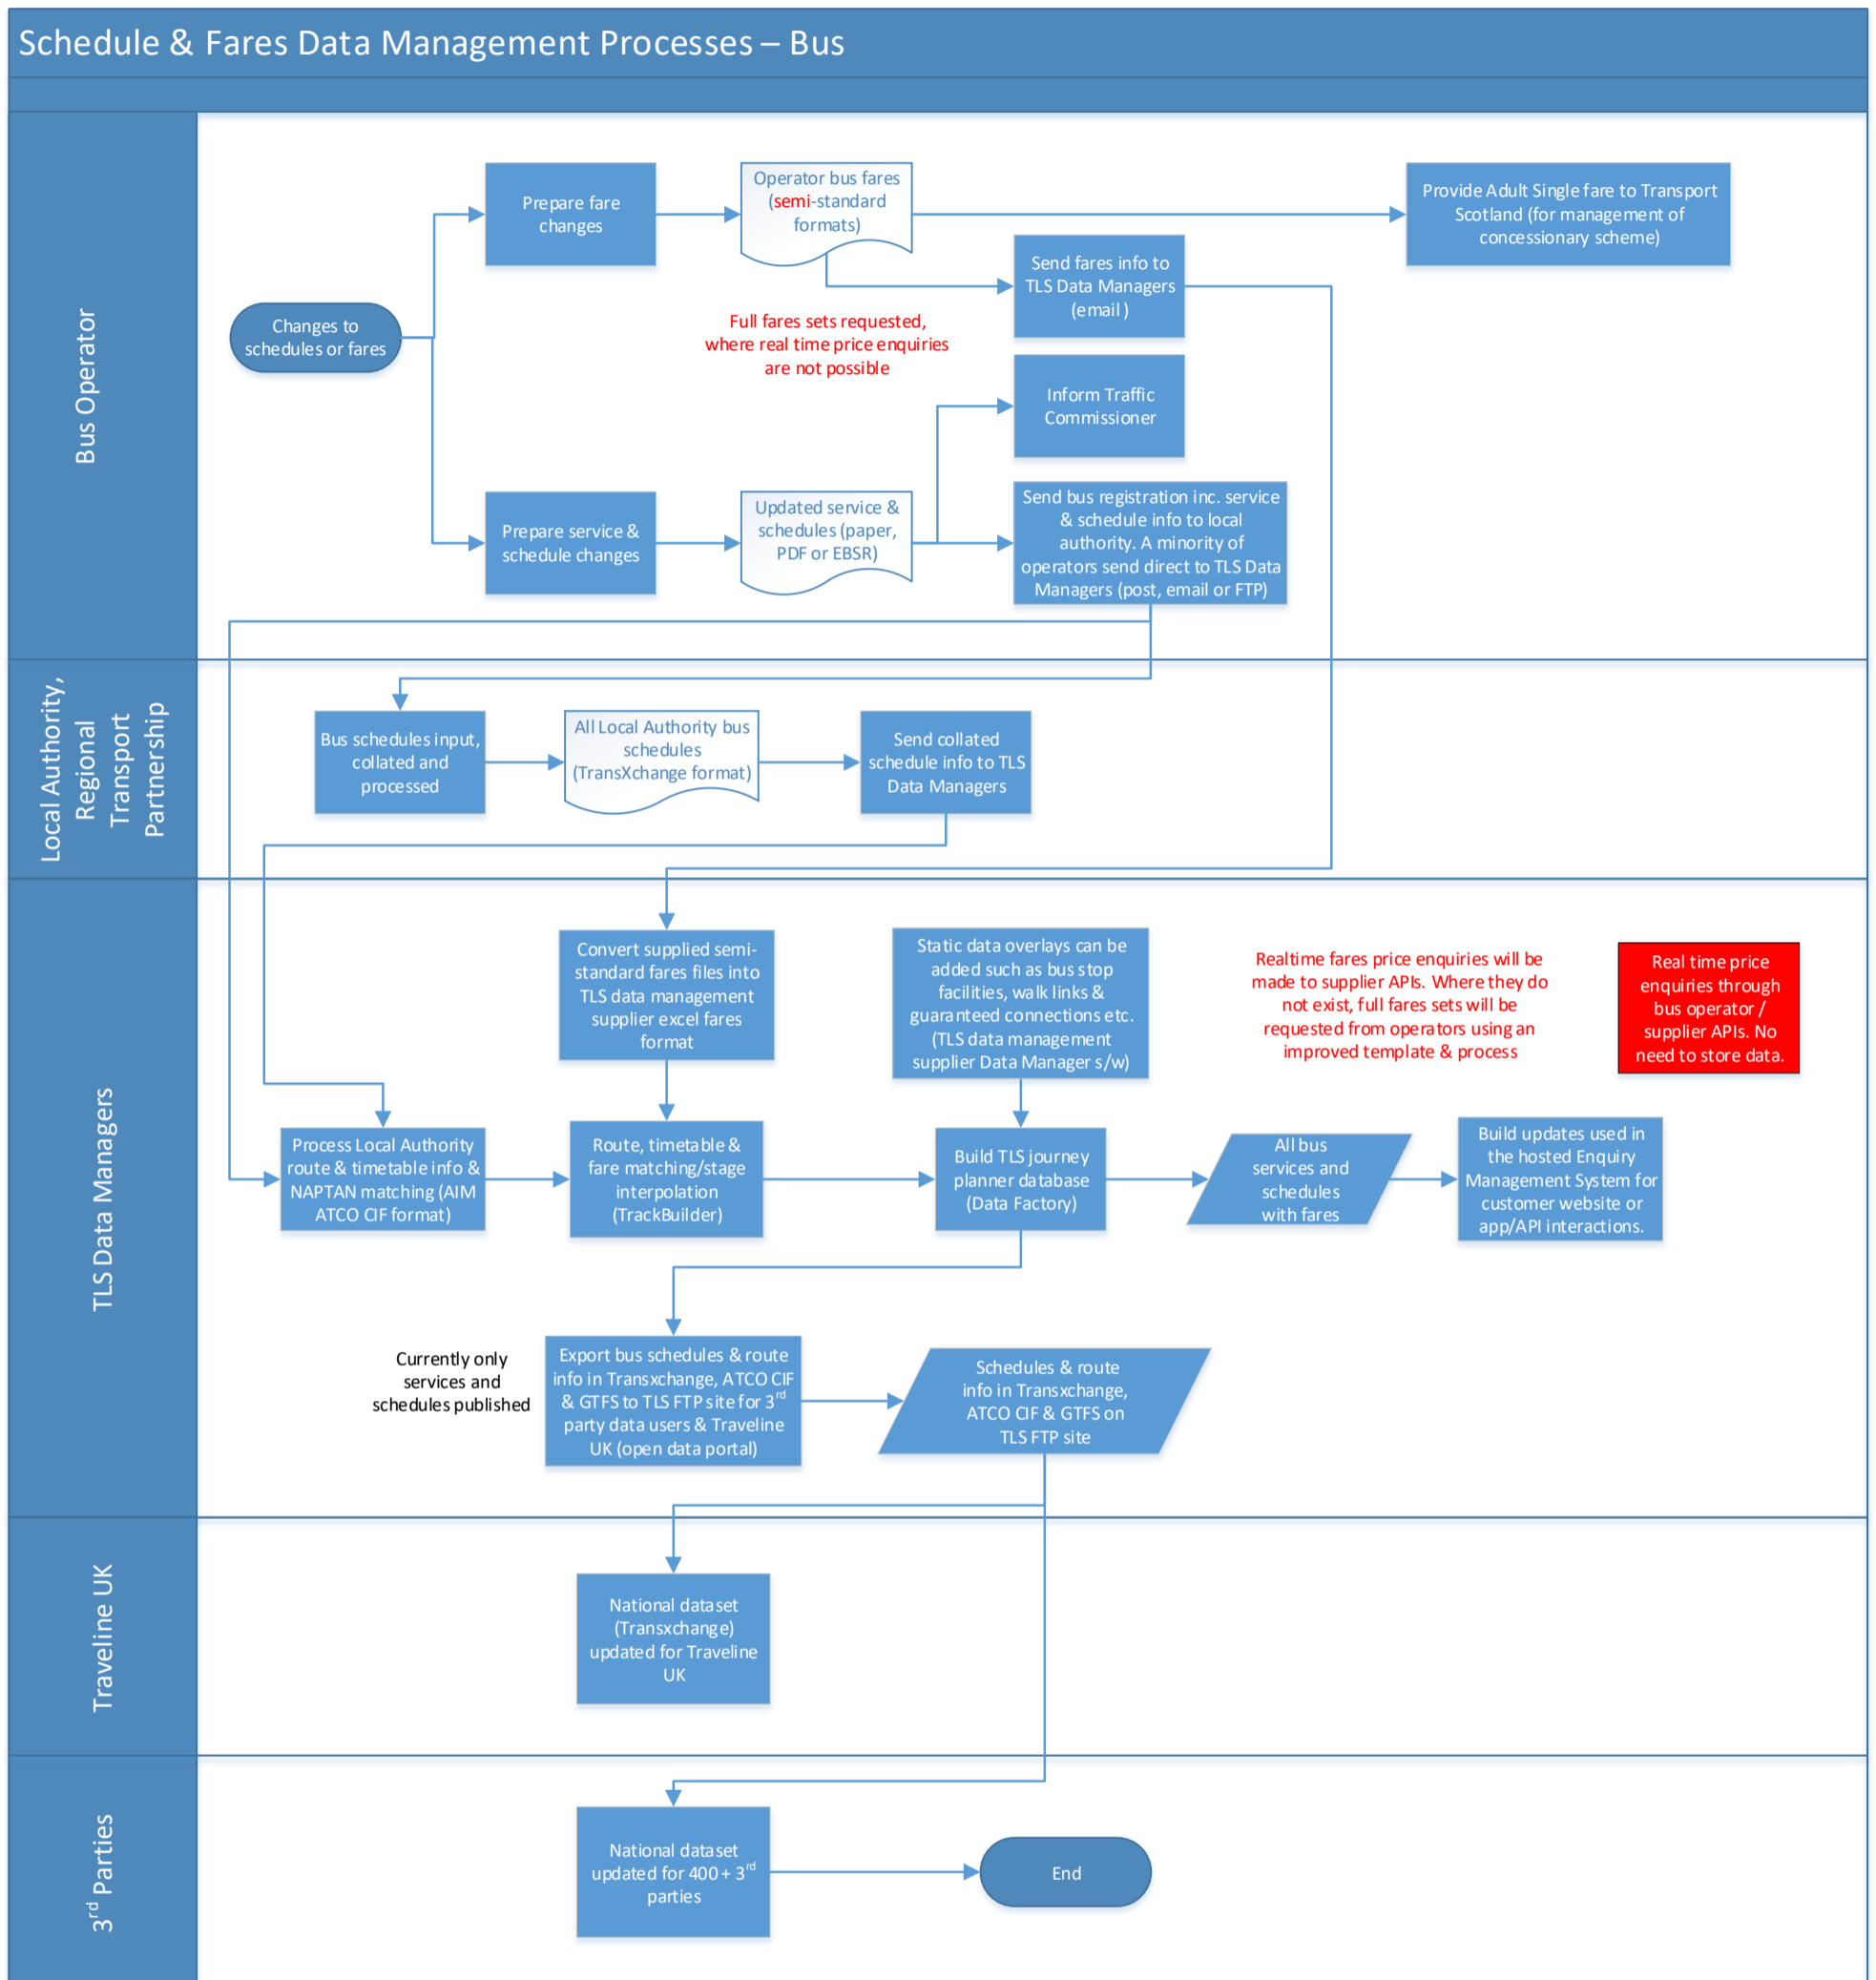 Schedule & Fares Data Management Processes – Bus
Bus Operator
Changes to
schedules or fares
Prepare fare
changes
Operator bus fares
(semi-standard
formats)
Provide Adult Single fare to Transport
Scotland (for management of
concessionary scheme)
Send fares info to
TLS Data Managers
(email )
Full fares sets requested,
where real time price enquiries
are not possible
Inform Traffic
Commissioner
Prepare service &
schedule changes
Updated service &
schedules (paper,
PDF or EBSR)
Send bus registration inc. service
& schedule info to local
authority. A minority of
operators send direct to TLS Data
Managers (post, email or FTP)
Local Authority,
Regional
Transport
Partnership
Bus schedules input,
collated and
processed
All Local Authority bus
schedules
(TransXchange format)
Send collated
schedule info to TLS
Data Managers
TLS Data Managers
Convert supplied semi-
standard fares files into
TLS data management
supplier excel fares
format
Static data overlays can be
added such as bus stop
facilities, walk links &
guaranteed connections etc.
(TLS data management
supplier Data Manager s/w)
Realtime fares price enquiries will be
made to supplier APIs. Where they do
not exist, full fares sets will be
requested from operators using an
improved template & process
Real time price
enquiries through
bus operator /
supplier APIs. No
need to store data.
Process Local Authority
route & timetable info &
NAPTAN matching (AIM
ATCO CIF format)
Route, timetable &
fare matching/stage
interpolation
(TrackBuilder)
Build TLS journey
planner database
(Data Factory)
All bus
services and
schedules
with fares
Build updates used in
the hosted Enquiry
Management System for
customer website or
app/API interactions.
Currently only
services and
schedules published
Export bus schedules & route
info in Transxchange, ATCO CIF
& GTFS to TLS FTP site for 3rd
party data users & Traveline
UK (open data portal)
Schedules & route
info in Transxchange,
ATCO CIF & GTFS on
TLS FTP site
Traveline UK
National dataset
(Transxchange)
updated for Traveline
UK
3rd Parties
National dataset
updated for 400+ 3rd
parties
End